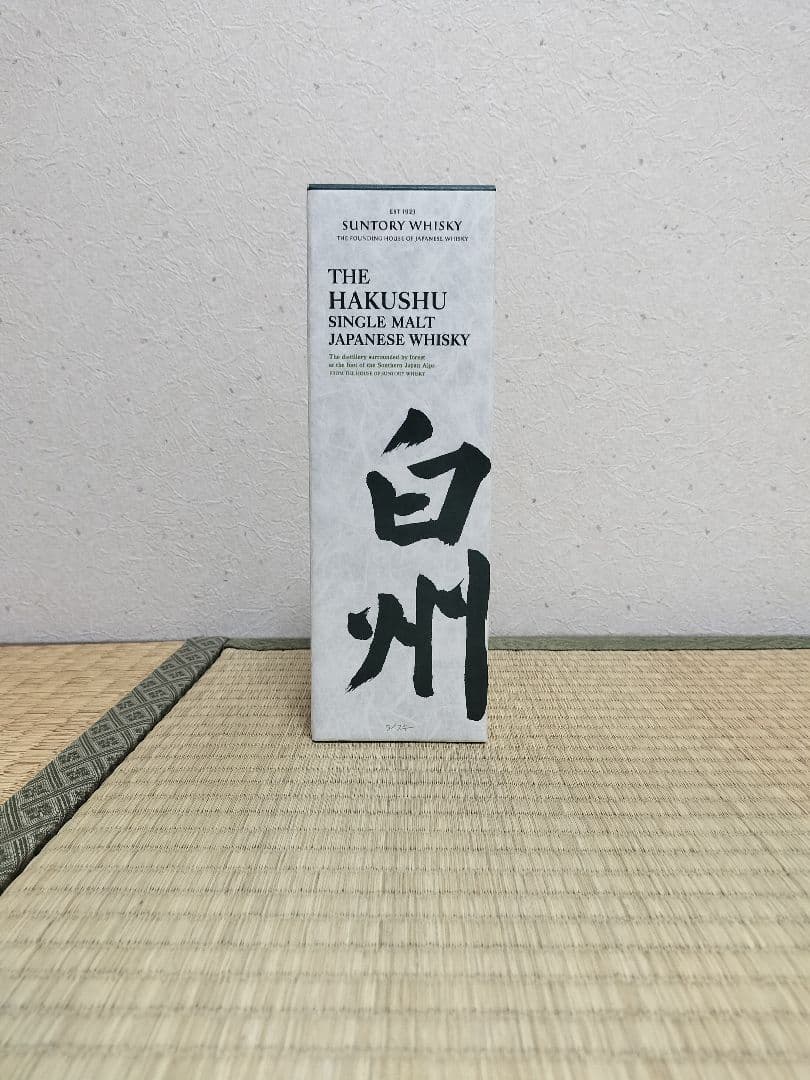 EST 1923
SUNTORY WHISKY
THE FOUNDING HOUSE OF JAPANESE WHISKY
THE
HAKUSHU
SINGLE MALT
JAPANESE WHISKY
The distillery surrounded by forest
at the foot of the Southern Japan Alps
FROM THE HOUSE OF SUNTORY WHISKY
白州
ウイスキー